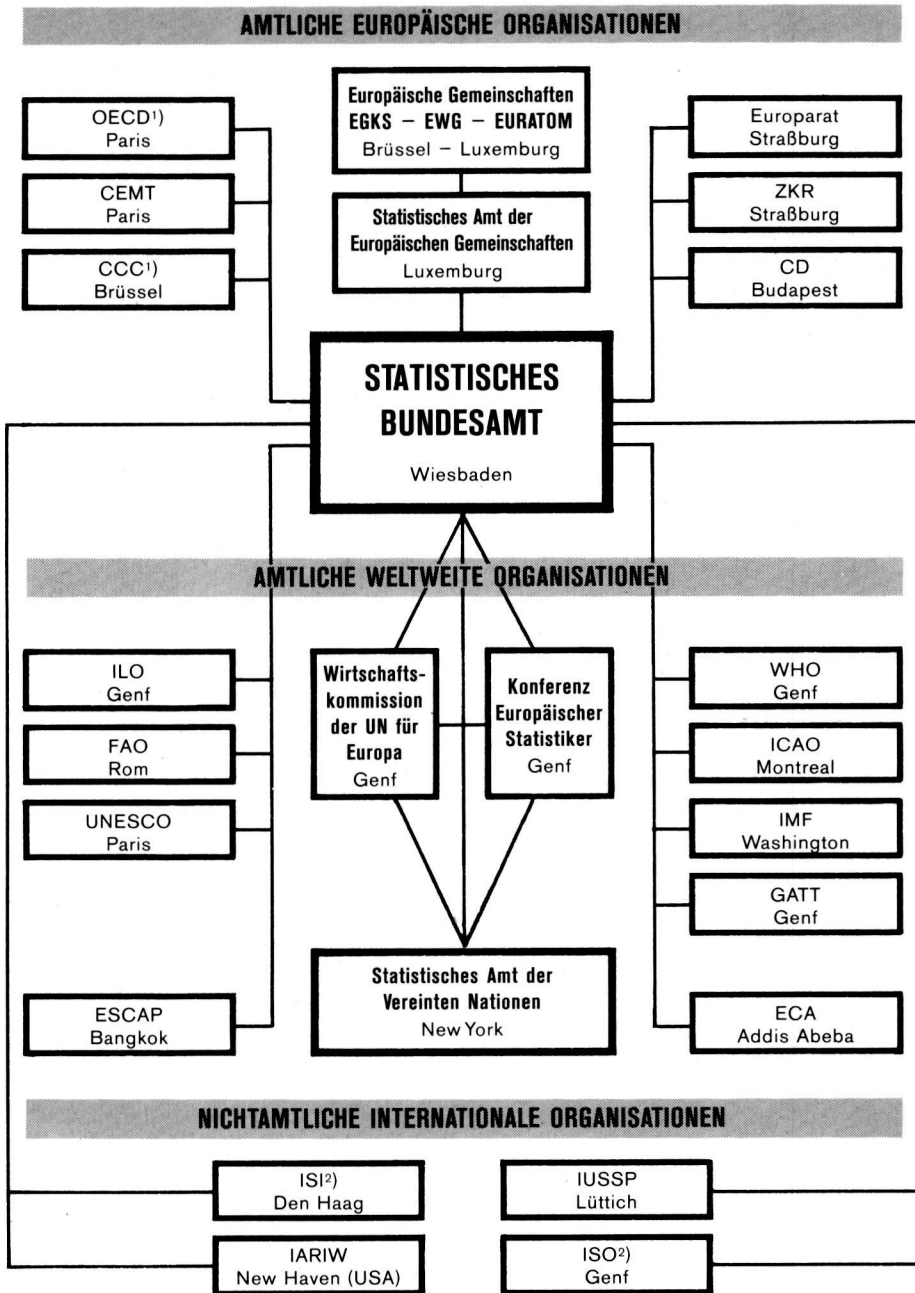 AMTLICHE EUROPÄISCHE ORGANISATIONEN
OECD¹)
Paris
CEMT
Paris
CCC¹)
Brüssel
Europäische Gemeinschaften
EGKS – EWG – EURATOM
Brüssel – Luxemburg
Statistisches Amt der
Europäischen Gemeinschaften
Luxemburg
Europarat
Straßburg
ZKR
Straßburg
CD
Budapest
STATISTISCHES
BUNDESAMT
Wiesbaden
AMTLICHE WELTWEITE ORGANISATIONEN
ILO
Genf
FAO
Rom
UNESCO
Paris
ESCAP
Bangkok
Wirtschafts-
kommission
der UN für
Europa
Genf
Konferenz
Europäischer
Statistiker
Genf
Statistisches Amt der
Vereinten Nationen
New York
WHO
Genf
ICAO
Montreal
IMF
Washington
GATT
Genf
ECA
Addis Abeba
NICHTAMTLICHE INTERNATIONALE ORGANISATIONEN
ISI²)
Den Haag
IARIW
New Haven (USA)
IUSSP
Lüttich
ISO²)
Genf